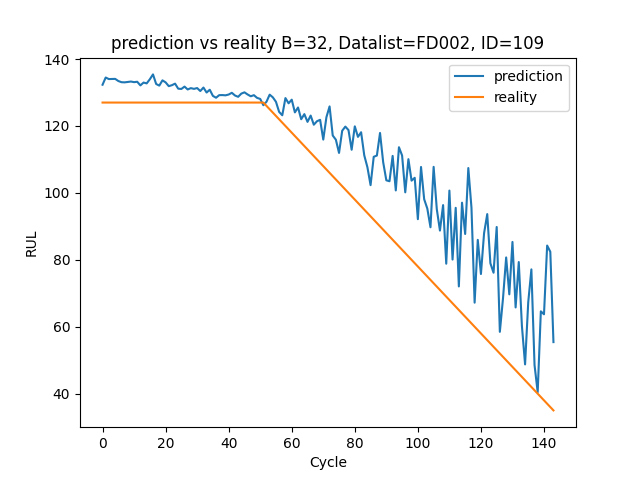 prediction vs reality B=32, Datalist=FD002, ID=109
prediction
reality
RUL
140
120
100
80
60
40
0 20 40 60 80 100 120 140
Cycle